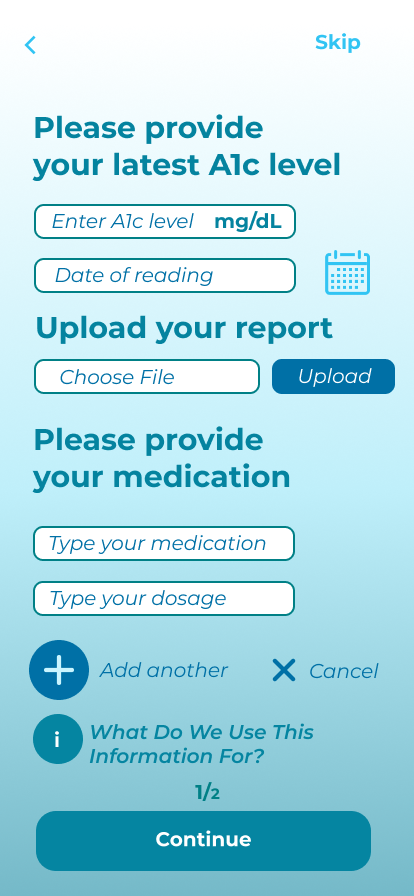 Skip
Please provide
your latest A1c level
Enter A1c level mg/dL
Date of reading
Upload your report
Choose File Upload
Please provide
your medication
Type your medication
Type your dosage
Add another Cancel
i What Do We Use This
Information For?
1/2
Continue